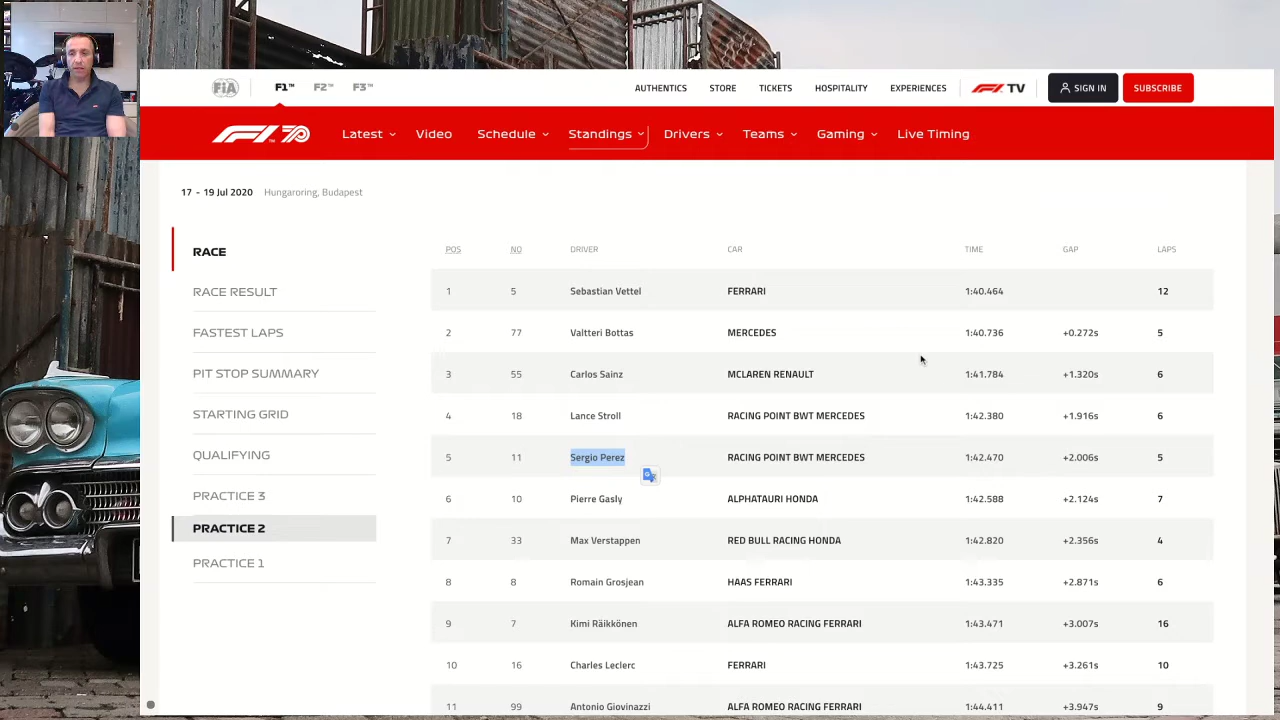 FiA F1™ F2™ F3™ AUTHENTICS STORE TICKETS HOSPITALITY EXPERIENCES F1 TV SIGN IN SUBSCRIBE
F1 70 Latest Video Schedule Standings Drivers Teams Gaming Live Timing
17 - 19 Jul 2020 Hungaroring, Budapest
RACE
RACE RESULT
FASTEST LAPS
PIT STOP SUMMARY
STARTING GRID
QUALIFYING
PRACTICE 3
PRACTICE 2
PRACTICE 1
POS NO DRIVER CAR TIME GAP LAPS
1 5 Sebastian Vettel FERRARI 1:40.464 12
2 77 Valtteri Bottas MERCEDES 1:40.736 +0.272s 5
3 55 Carlos Sainz MCLAREN RENAULT 1:41.784 +1.320s 6
4 18 Lance Stroll RACING POINT BWT MERCEDES 1:42.380 +1.916s 6
5 11 Sergio Perez RACING POINT BWT MERCEDES 1:42.470 +2.006s 5
6 10 Pierre Gasly ALPHATAURI HONDA 1:42.588 +2.124s 7
7 33 Max Verstappen RED BULL RACING HONDA 1:42.820 +2.356s 4
8 8 Romain Grosjean HAAS FERRARI 1:43.335 +2.871s 6
9 7 Kimi Räikkönen ALFA ROMEO RACING FERRARI 1:43.471 +3.007s 16
10 16 Charles Leclerc FERRARI 1:43.725 +3.261s 10
11 99 Antonio Giovinazzi ALFA ROMEO RACING FERRARI 1:44.411 +3.947s 9